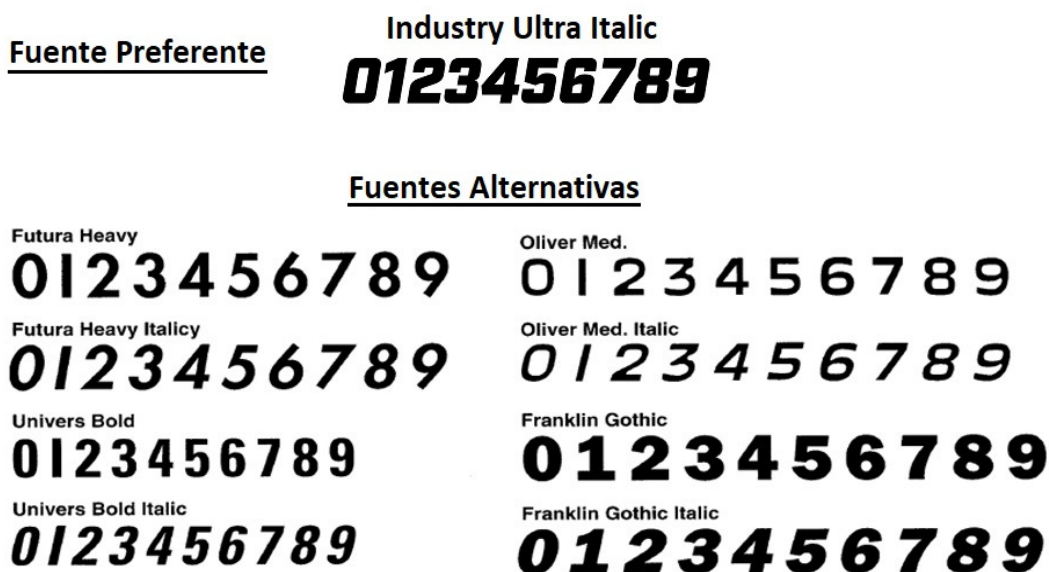 Industry Ultra Italic
Fuente Preferente
0123456789
Fuentes Alternativas
Futura Heavy
0123456789
Futura Heavy Italicy
0123456789
Univers Bold
0123456789
Univers Bold Italic
0123456789
Oliver Med.
0123456789
Oliver Med. Italic
0123456789
Franklin Gothic
0123456789
Franklin Gothic Italic
0123456789